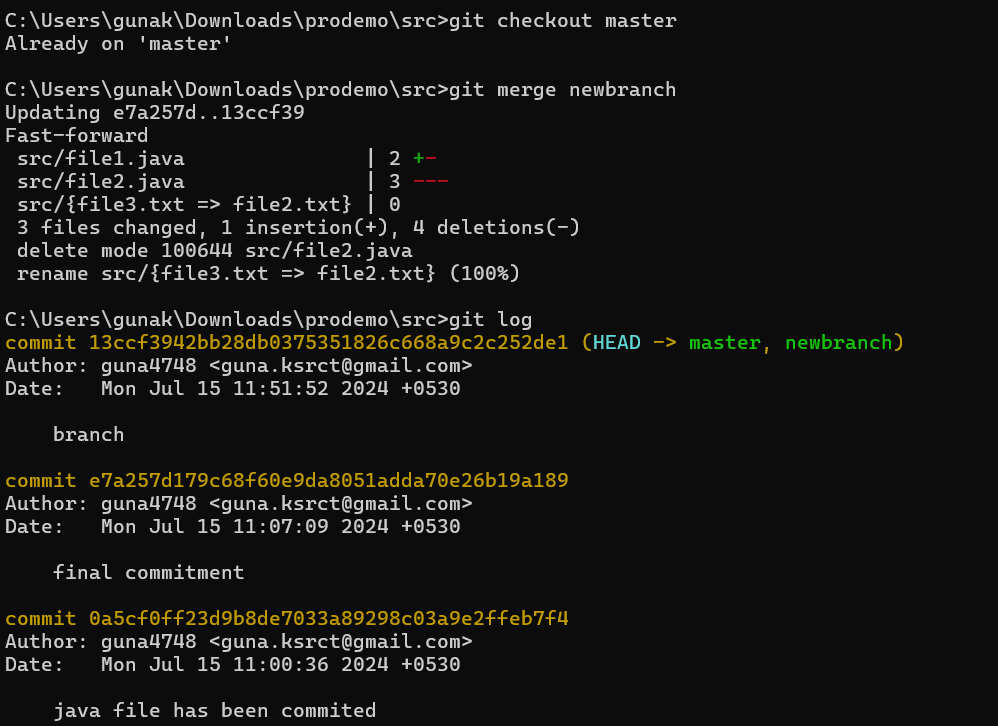 C:\Users\gunak\Downloads\prodemo\src>git checkout master
Already on 'master'
C:\Users\gunak\Downloads\prodemo\src>git merge newbranch
Updating e7a257d..13ccf39
Fast-forward
 src/file1.java               | 2 +-
 src/file2.java               | 3 ---
 src/{file3.txt => file2.txt} | 0
 3 files changed, 1 insertion(+), 4 deletions(-)
 delete mode 100644 src/file2.java
 rename src/{file3.txt => file2.txt} (100%)
C:\Users\gunak\Downloads\prodemo\src>git log
commit 13ccf3942bb28db0375351826c668a9c2c252de1 (HEAD -> master, newbranch)
Author: guna4748 <guna.ksrct@gmail.com>
Date:   Mon Jul 15 11:51:52 2024 +0530
    branch
commit e7a257d179c68f60e9da8051adda70e26b19a189
Author: guna4748 <guna.ksrct@gmail.com>
Date:   Mon Jul 15 11:07:09 2024 +0530
    final commitment
commit 0a5cf0ff23d9b8de7033a89298c03a9e2ffeb7f4
Author: guna4748 <guna.ksrct@gmail.com>
Date:   Mon Jul 15 11:00:36 2024 +0530
    java file has been commited